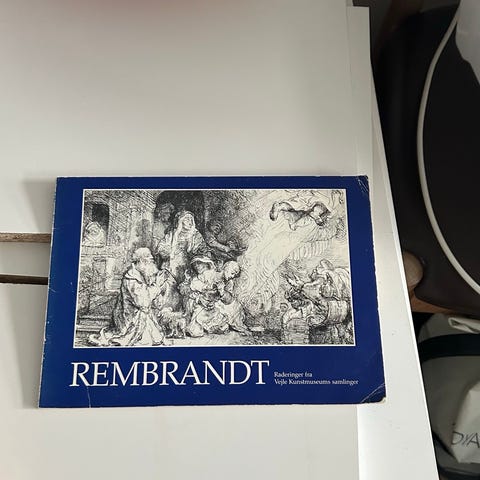 REMBRANDT
Raderinger fra
Vejle Kunstmuseums samlinger